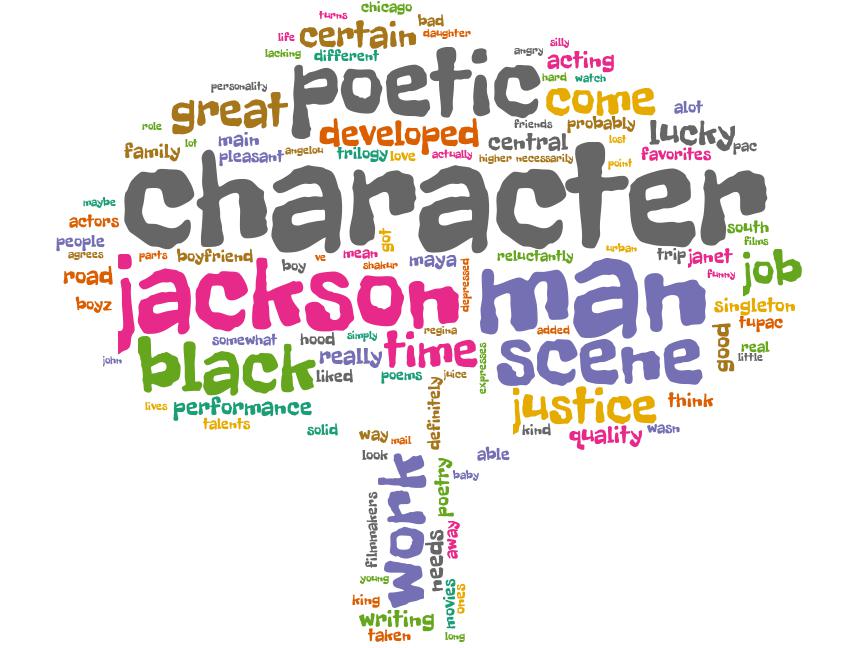 chicago
turns
bad
life
certain
daughter
lacking
different
angry
silly
acting
personality
poetic
hard
watch
great
come
alot
role
developed
friends
probably
lucky
lot
main
central
lost
pac
family
pleasant
angelou
trilogy
love
actually
higher
necessarily
point
favorites
character
maybe
actors
south
people
got
films
agrees
parts
boyfriend
ve
mean
maya
reluctantly
urban
trip
janet
boy
shakur
depressed
road
jackson
man
funny
job
boyz
singleton
regina
added
tupac
somewhat
hood
simply
time
scene
good
real
john
black
really
expresses
little
liked
poems
juice
lives
performance
definitely
justice
think
talents
solid
way
mail
kind
quality
wasn
look
able
work
poetry
baby
filmmakers
needs
away
young
king
movies
ones
writing
taken
long